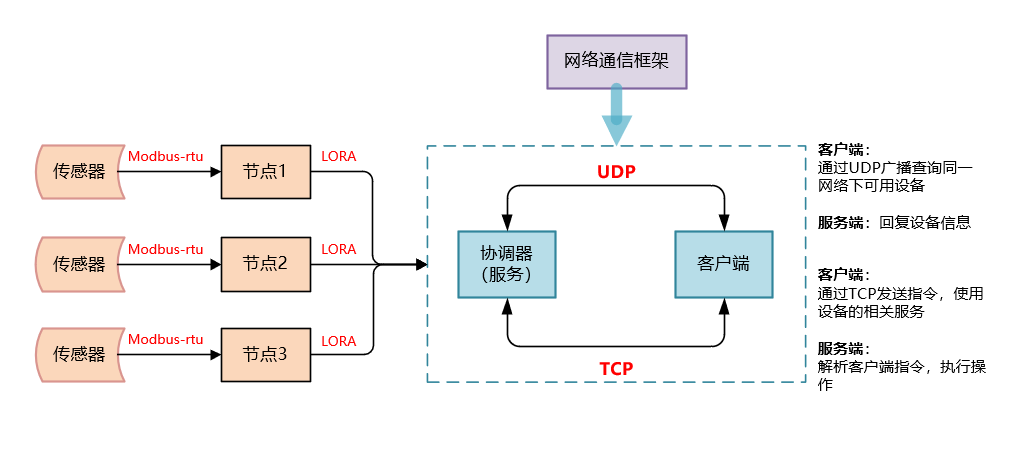 网络通信框架
传感器
Modbus-rtu
节点1
LORA
传感器
Modbus-rtu
节点2
LORA
传感器
Modbus-rtu
节点3
LORA
UDP
协调器
（服务）
客户端
TCP
客户端：
通过UDP广播查询同一
网络下可用设备
服务端：回复设备信息
客户端：
通过TCP发送指令，使用
设备的相关服务
服务端：
解析客户端指令，执行操
作